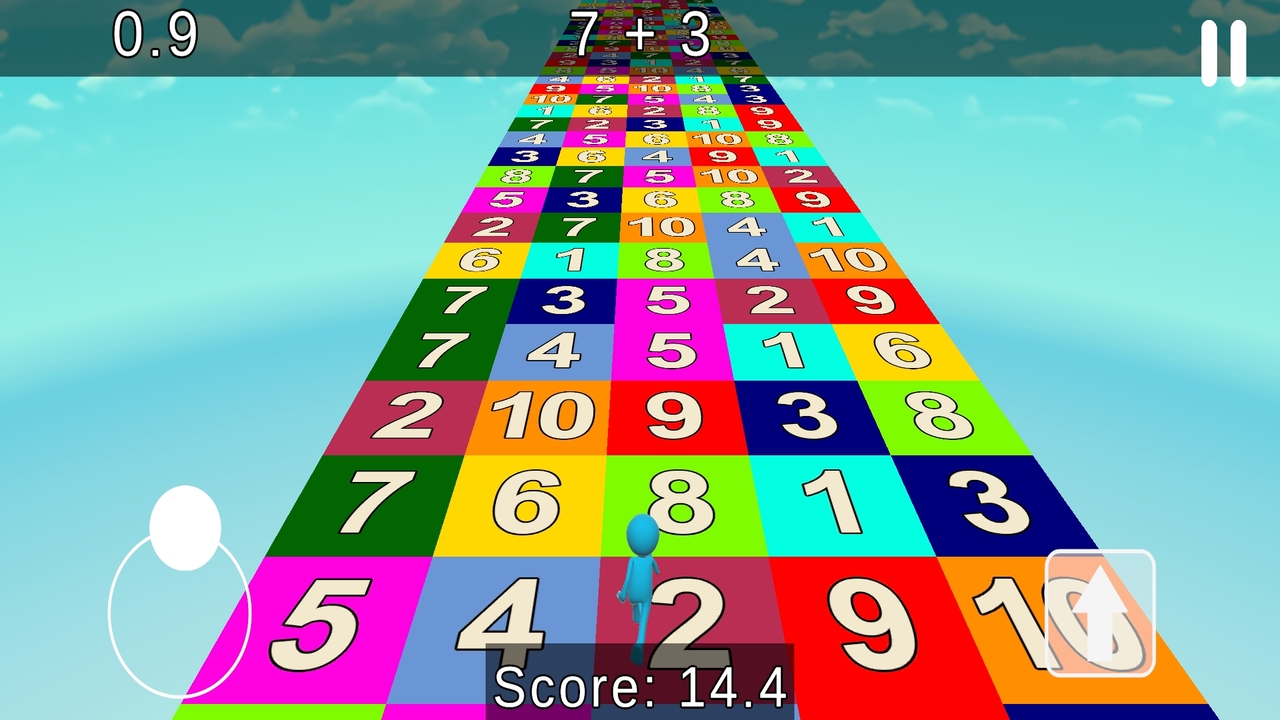 0.9 7 + 3
4 6 2 1 7
9 5 10 8 3
10 7 5 4 3
1 6 2 8 9
7 2 3 1 9
4 5 6 10 8
3 6 4 9 1
8 7 5 10 2
5 3 6 8 9
2 7 10 4 1
6 1 8 4 10
7 3 5 2 9
7 4 5 1 6
2 10 9 3 8
7 6 8 1 3
5 4 2 9 10
Score: 14.4